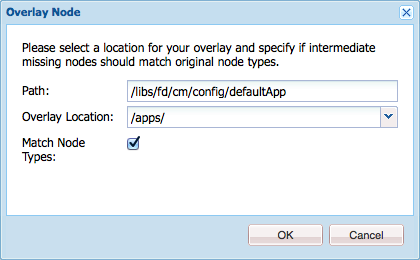 Overlay Node
Please select a location for your overlay and specify if intermediate
missing nodes should match original node types.
Path:
/libs/fd/cm/config/defaultApp
Overlay Location:
/apps/
Match Node
Types:
OK
Cancel